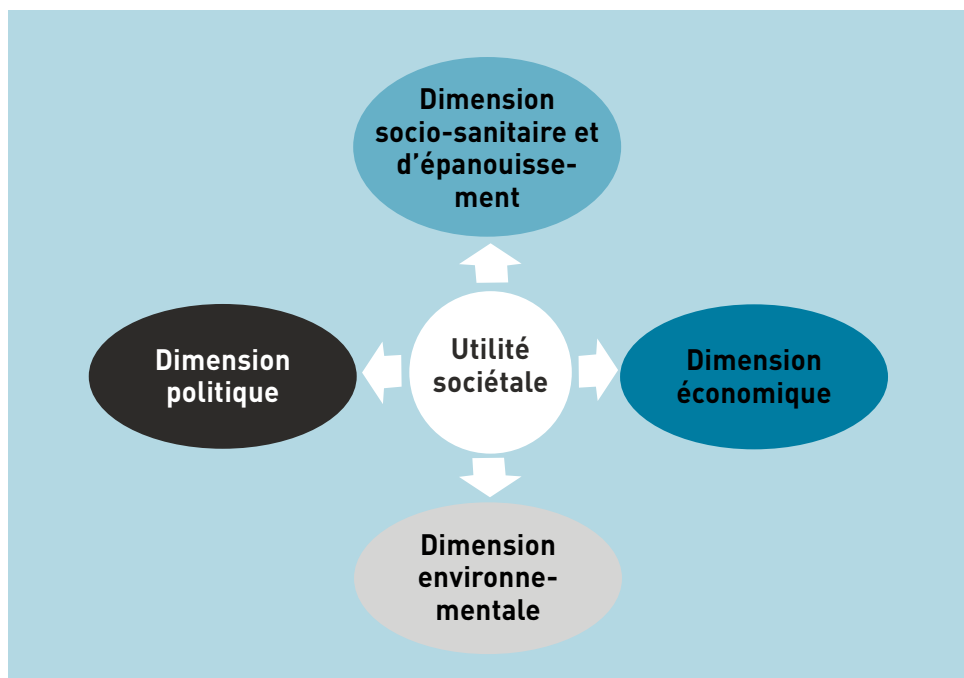 Dimension
socio-sanitaire et
d’épanouisse-
ment
Utilité
sociétale
Dimension
politique
Dimension
économique
Dimension
environne-
mentale